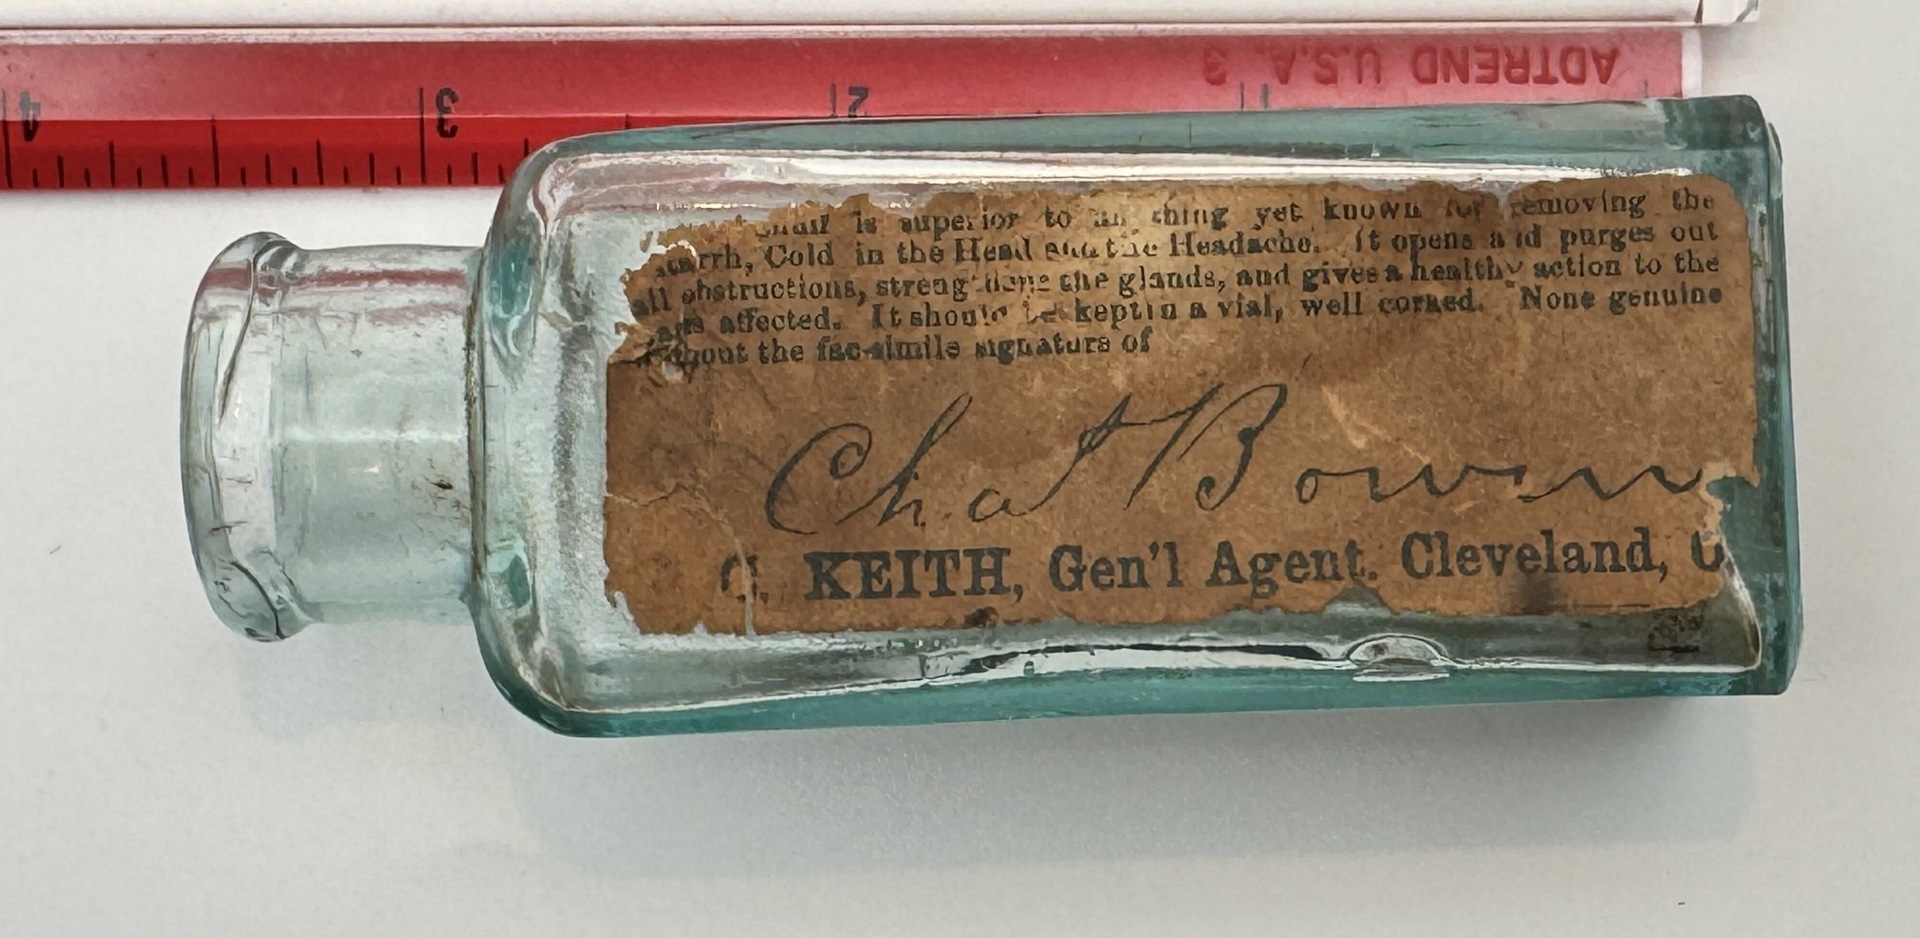 ADTREND U.S.A. 3
4 3 2 1
is superior to thing yet known for removing the
Cold in the Head and the Headache. It opens and purges out
all obstructions, strengthens the glands, and gives a healthy action to the
affected. It should be kept in a vial, well corked. None genuine
without the fac-simile signature of
Chas Bowen
C. KEITH, Gen'l Agent. Cleveland, O